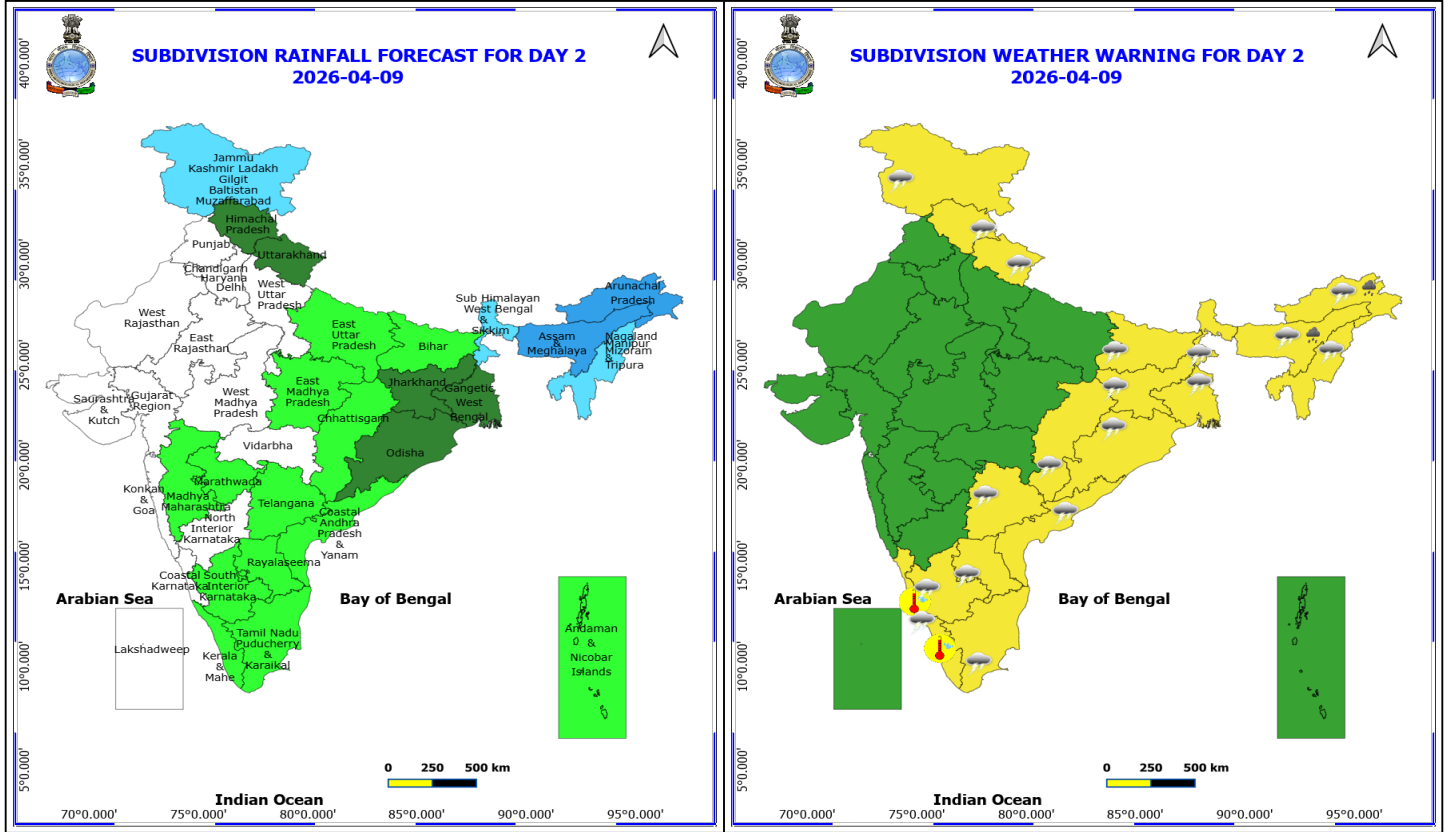 SUBDIVISION RAINFALL FORECAST FOR DAY 2
2026-04-09
40°0.000'
35°0.000'
30°0.000'
25°0.000'
20°0.000'
15°0.000'
10°0.000'
5°0.000'
Jammu
Kashmir Ladakh
Gilgit
Baltistan
Muzaffarabad
Himachal
Pradesh
Punjab
Uttarakhand
Chandigarh
Haryana
Delhi
West
Uttar
Pradesh
West
Rajasthan
East
Rajasthan
East
Uttar
Pradesh
Bihar
Sub Himalayan
West Bengal
&
Sikkim
Arunachal
Pradesh
Assam
&
Meghalaya
Nagaland
Manipur
Mizoram
&
Tripura
Saurashtra
&
Kutch
Gujarat
Region
West
Madhya
Pradesh
East
Madhya
Pradesh
Jharkhand
Gangetic
West
Bengal
Chhattisgarh
Vidarbha
Odisha
Konkan
&
Goa
Madhya
Maharashtra
Marathwada
North
Interior
Karnataka
Telangana
Coastal
Andhra
Pradesh
&
Yanam
Rayalaseema
Coastal
Karnataka
South
Interior
Karnataka
Arabian Sea
Bay of Bengal
Lakshadweep
Kerala
&
Mahe
Tamil Nadu
Puducherry
&
Karaikal
Andaman
&
Nicobar
Islands
0 250 500 km
Indian Ocean
70°0.000' 75°0.000' 80°0.000' 85°0.000' 90°0.000' 95°0.000'
SUBDIVISION WEATHER WARNING FOR DAY 2
2026-04-09
40°0.000'
35°0.000'
30°0.000'
25°0.000'
20°0.000'
15°0.000'
10°0.000'
5°0.000'
Arabian Sea
Bay of Bengal
0 250 500 km
Indian Ocean
70°0.000' 75°0.000' 80°0.000' 85°0.000' 90°0.000' 95°0.000'